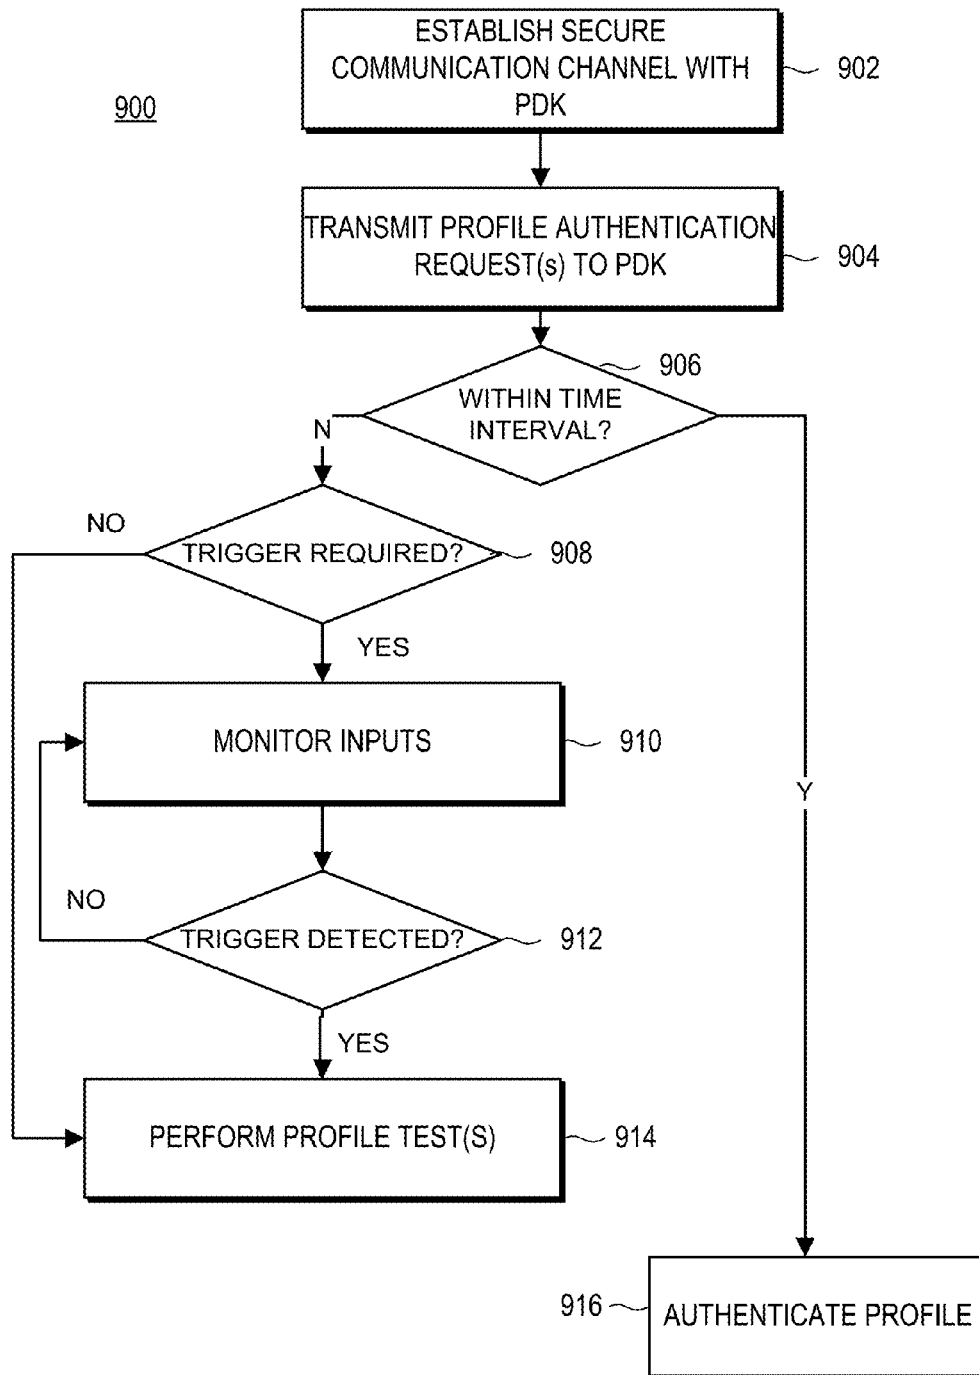 ESTABLISH SECURE
COMMUNICATION CHANNEL WITH
PDK
902
900
TRANSMIT PROFILE AUTHENTICATION
REQUEST(s) TO PDK
904
906
WITHIN TIME
INTERVAL?
N
NO
TRIGGER REQUIRED?
908
YES
MONITOR INPUTS
910
Y
NO
TRIGGER DETECTED?
912
YES
PERFORM PROFILE TEST(S)
914
916
AUTHENTICATE PROFILE